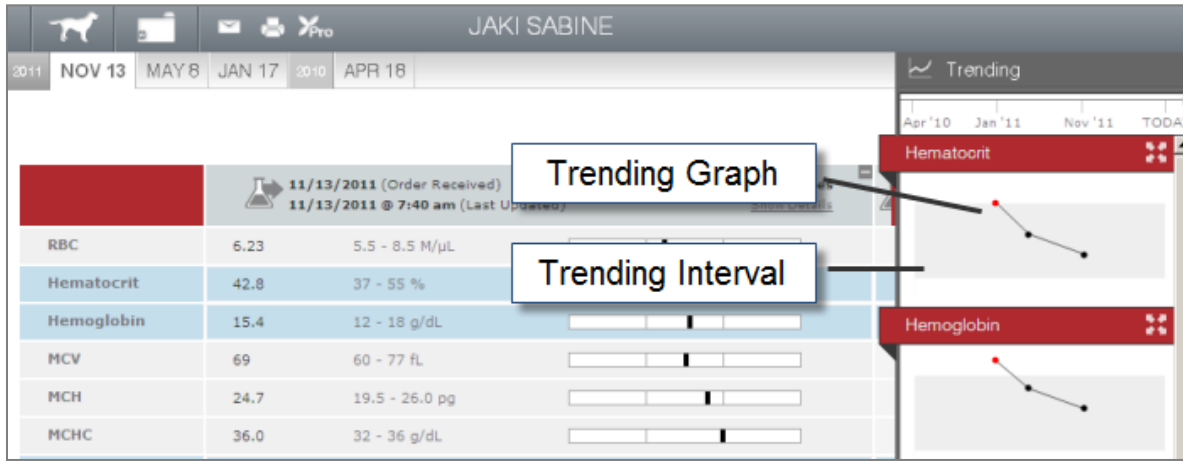 Pro
JAKI SABINE
2011 NOV 13 MAY 8 JAN 17 2010 APR 18
Trending
Apr '10 Jan '11 Nov '11 TODA
Hematocrit
Trending Graph
11/13/2011 (Order Received)
11/13/2011 @ 7:40 am (Last Updated)
Show Details
RBC 6.23 5.5 - 8.5 M/µL
Trending Interval
Hematocrit 42.8 37 - 55 %
Hemoglobin 15.4 12 - 18 g/dL
Hemoglobin
MCV 69 60 - 77 fL
MCH 24.7 19.5 - 26.0 pg
MCHC 36.0 32 - 36 g/dL